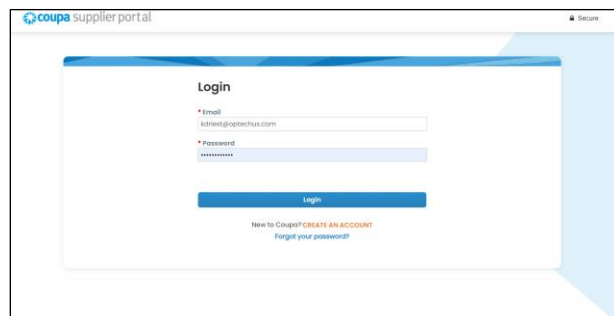 coupa supplier portal
Secure
Login
* Email
kdriest@optechus.com
* Password
••••••••••••
Login
New to Coupa? CREATE AN ACCOUNT
Forgot your password?